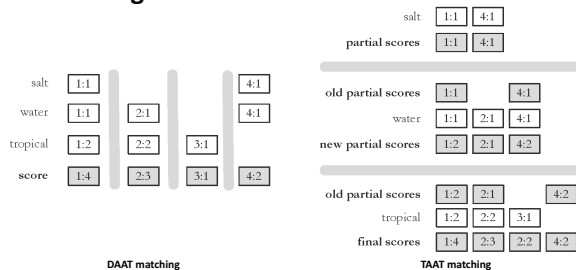 salt 1:1 4:1
water 1:1 2:1 4:1
tropical 1:2 2:2 3:1
score 1:4 2:3 3:1 4:2
DAAT matching
salt 1:1 4:1
partial scores 1:1 4:1
old partial scores 1:1 4:1
water 1:1 2:1 4:1
new partial scores 1:2 2:1 4:2
old partial scores 1:2 2:1 4:2
tropical 1:2 2:2 3:1
final scores 1:4 2:3 2:2 4:2
TAAT matching